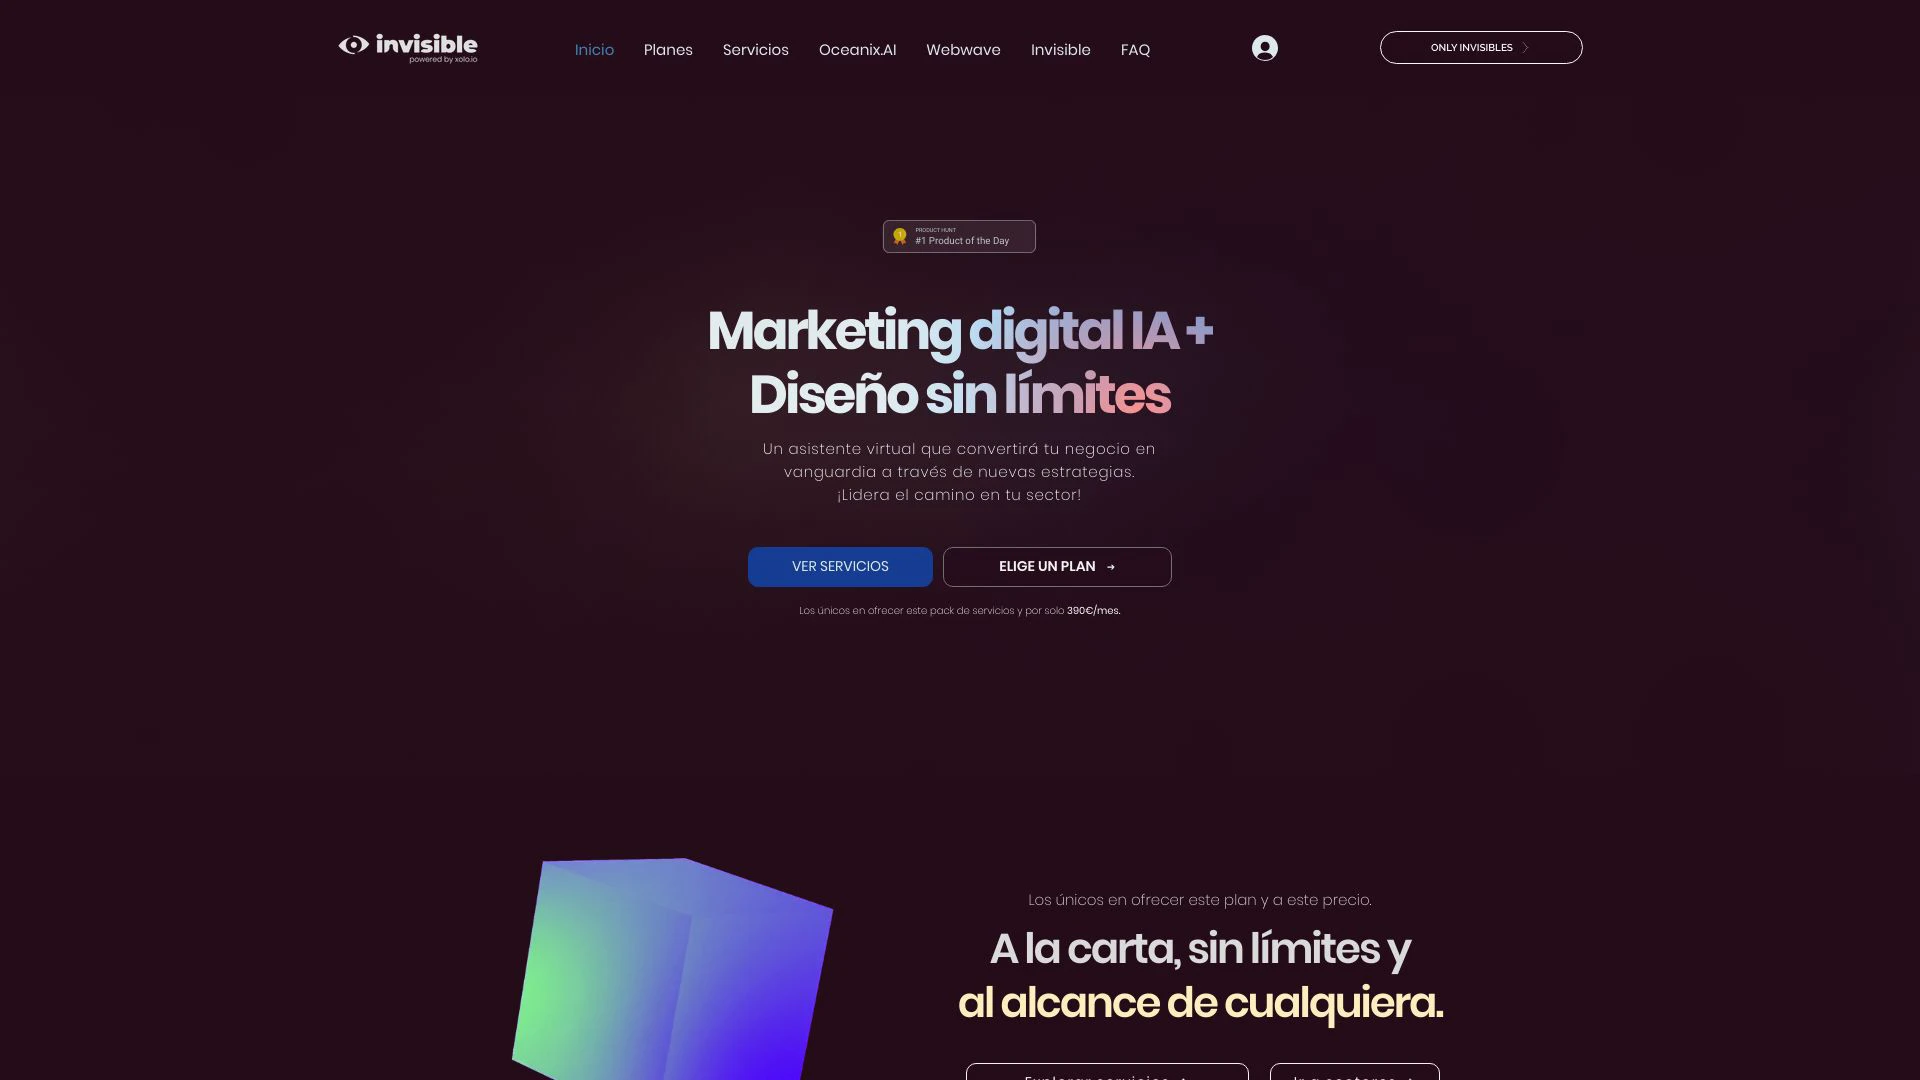 invisible
powered by xolo.io
Inicio
Planes
Servicios
Oceanix.AI
Webwave
Invisible
FAQ
ONLY INVISIBLES
PRODUCT HUNT
#1 Product of the Day
Marketing digital IA +
Diseño sin límites
Un asistente virtual que convertirá tu negocio en
vanguardia a través de nuevas estrategias.
¡Lidera el camino en tu sector!
VER SERVICIOS
ELIGE UN PLAN →
Los únicos en ofrecer este pack de servicios y por solo 390€/mes.
Los únicos en ofrecer este plan y a este precio.
A la carta, sin límites y
al alcance de cualquiera.
Explorar servicios